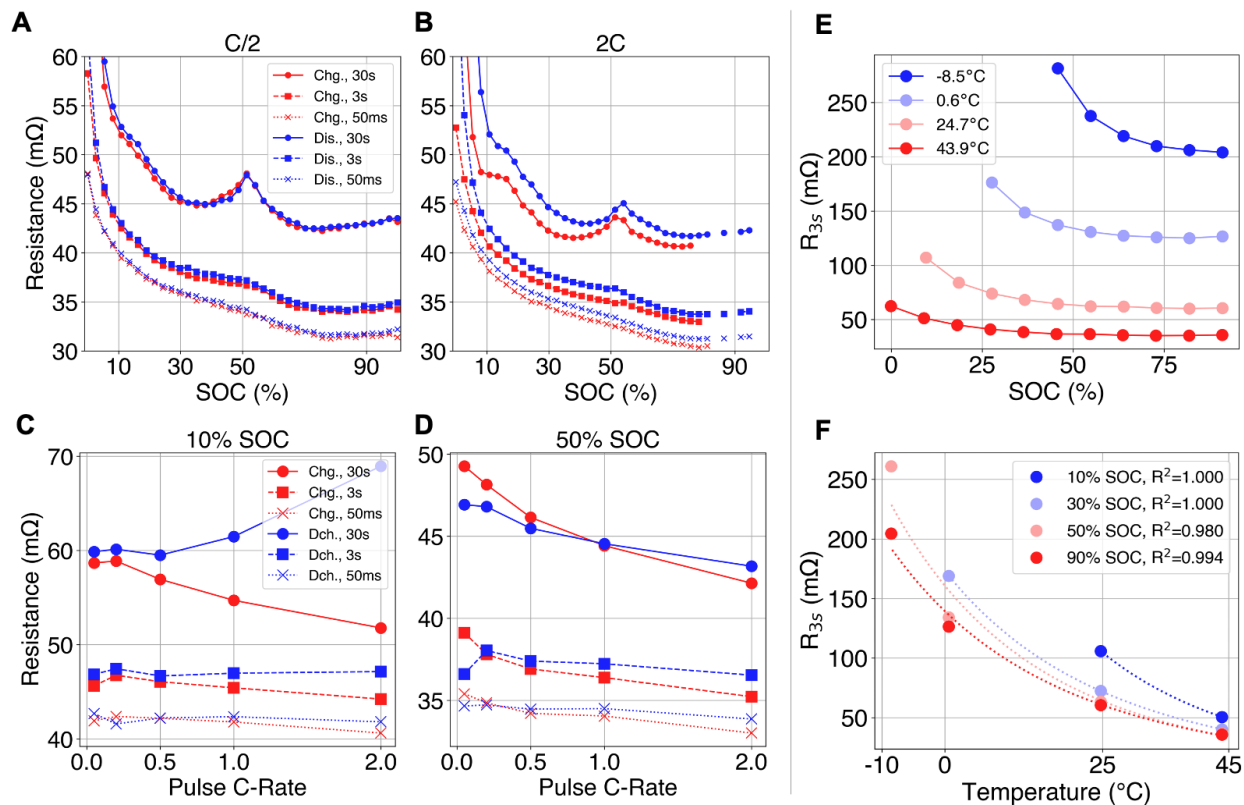 A
C/2
60
55
50
45
40
35
30
Resistance (mΩ)
10
30
50
70
90
SOC (%)
Chg., 30s
Chg., 3s
Chg., 50ms
Dis., 30s
Dis., 3s
Dis., 50ms
B
2C
60
55
50
45
40
35
30
10
30
50
70
90
SOC (%)
E
250
200
150
100
50
R3s (mΩ)
0
25
50
75
SOC (%)
-8.5°C
0.6°C
24.7°C
43.9°C
C
10% SOC
70
60
50
40
Resistance (mΩ)
0.0
0.5
1.0
2.0
Pulse C-Rate
Chg., 30s
Chg., 3s
Chg., 50ms
Dch., 30s
Dch., 3s
Dch., 50ms
D
50% SOC
50
45
40
35
0.0
0.5
1.0
2.0
Pulse C-Rate
F
250
200
150
100
50
R3s (mΩ)
-10
0
25
45
Temperature (°C)
10% SOC, R²=1.000
30% SOC, R²=1.000
50% SOC, R²=0.980
90% SOC, R²=0.994